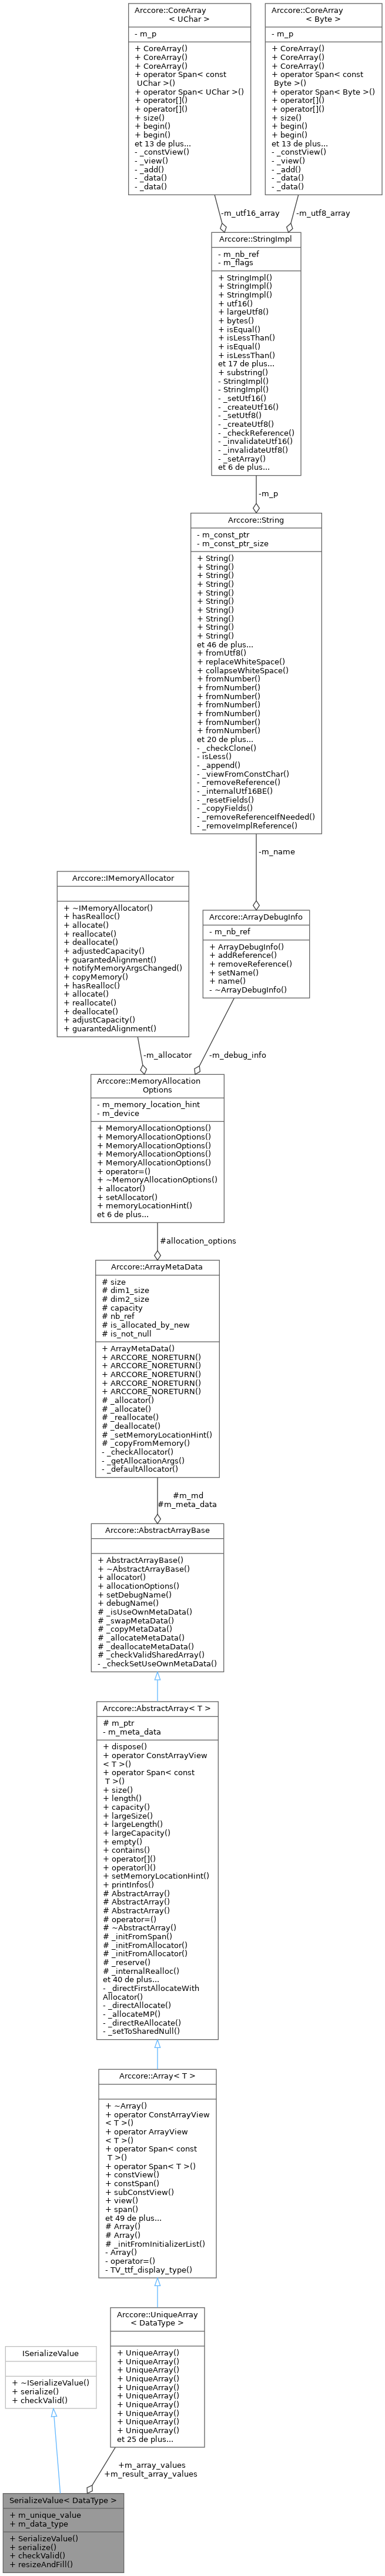 Arccore::CoreArray
< UChar >
- m_p
+ CoreArray()
+ CoreArray()
+ CoreArray()
+ operator Span< const
UChar >()
+ operator Span< UChar >()
+ operator[]()
+ operator[]()
+ size()
+ begin()
+ begin()
et 13 de plus...
- _constView()
- _view()
- _add()
- _data()
- _data()
Arccore::CoreArray
< Byte >
- m_p
+ CoreArray()
+ CoreArray()
+ CoreArray()
+ operator Span< const
Byte >()
+ operator Span< Byte >()
+ operator[]()
+ operator[]()
+ size()
+ begin()
+ begin()
et 13 de plus...
- _constView()
- _view()
- _add()
- _data()
- _data()
-m_utf16_array
-m_utf8_array
Arccore::StringImpl
- m_nb_ref
- m_flags
+ StringImpl()
+ StringImpl()
+ StringImpl()
+ utf16()
+ largeUtf8()
+ bytes()
+ isEqual()
+ isLessThan()
+ isEqual()
+ isLessThan()
et 17 de plus...
+ substring()
- StringImpl()
- StringImpl()
- _setUtf16()
- _createUtf16()
- _setUtf8()
- _createUtf8()
- _checkReference()
- _invalidateUtf16()
- _invalidateUtf8()
- _setArray()
et 6 de plus...
-m_p
Arccore::String
- m_const_ptr
- m_const_ptr_size
+ String()
+ String()
+ String()
+ String()
+ String()
+ String()
+ String()
+ String()
+ String()
+ String()
et 46 de plus...
+ fromUtf8()
+ replaceWhiteSpace()
+ collapseWhiteSpace()
+ fromNumber()
+ fromNumber()
+ fromNumber()
+ fromNumber()
+ fromNumber()
+ fromNumber()
+ fromNumber()
et 20 de plus...
- _checkClone()
- isLess()
- _append()
- _viewFromConstChar()
- _removeReference()
- _internalUtf16BE()
- _resetFields()
- _copyFields()
- _removeReferenceIfNeeded()
- _removeImplReference()
-m_name
Arccore::IMemoryAllocator
+ ~IMemoryAllocator()
+ hasRealloc()
+ allocate()
+ reallocate()
+ deallocate()
+ adjustedCapacity()
+ guarantedAlignment()
+ notifyMemoryArgsChanged()
+ copyMemory()
+ hasRealloc()
+ allocate()
+ reallocate()
+ deallocate()
+ adjustCapacity()
+ guarantedAlignment()
Arccore::ArrayDebugInfo
- m_nb_ref
+ ArrayDebugInfo()
+ addReference()
+ removeReference()
+ setName()
+ name()
- ~ArrayDebugInfo()
-m_allocator
-m_debug_info
Arccore::MemoryAllocation
Options
- m_memory_location_hint
- m_device
+ MemoryAllocationOptions()
+ MemoryAllocationOptions()
+ MemoryAllocationOptions()
+ MemoryAllocationOptions()
+ MemoryAllocationOptions()
+ operator=()
+ ~MemoryAllocationOptions()
+ allocator()
+ setAllocator()
+ memoryLocationHint()
et 6 de plus...
#allocation_options
Arccore::ArrayMetaData
# size
# dim1_size
# dim2_size
# capacity
# nb_ref
# is_allocated_by_new
# is_not_null
+ ArrayMetaData()
+ ARCCORE_NORETURN()
+ ARCCORE_NORETURN()
+ ARCCORE_NORETURN()
+ ARCCORE_NORETURN()
+ ARCCORE_NORETURN()
# _allocator()
# _allocate()
# _reallocate()
# _deallocate()
# _setMemoryLocationHint()
# _copyFromMemory()
- _checkAllocator()
- _getAllocationArgs()
- _defaultAllocator()
#m_md
#m_meta_data
Arccore::AbstractArrayBase
+ AbstractArrayBase()
+ ~AbstractArrayBase()
+ allocator()
+ allocationOptions()
+ setDebugName()
+ debugName()
# _isUseOwnMetaData()
# _swapMetaData()
# _copyMetaData()
# _allocateMetaData()
# _deallocateMetaData()
# _checkValidSharedArray()
- _checkSetUseOwnMetaData()
Arccore::AbstractArray< T >
# m_ptr
- m_meta_data
+ dispose()
+ operator ConstArrayView
< T >()
+ operator Span< const
T >()
+ size()
+ length()
+ capacity()
+ largeSize()
+ largeLength()
+ largeCapacity()
+ empty()
+ contains()
+ operator[]()
+ operator()()
+ setMemoryLocationHint()
+ printInfos()
# AbstractArray()
# AbstractArray()
# AbstractArray()
# operator=()
# ~AbstractArray()
# _initFromSpan()
# _initFromAllocator()
# _initFromAllocator()
# _reserve()
# _internalRealloc()
et 40 de plus...
- _directFirstAllocateWith
Allocator()
- _directAllocate()
- _allocateMP()
- _directReAllocate()
- _setToSharedNull()
Arccore::Array< T >
+ ~Array()
+ operator ConstArrayView
< T >()
+ operator ArrayView
< T >()
+ operator Span< const
T >()
+ operator Span< T >()
+ constView()
+ constSpan()
+ subConstView()
+ view()
+ span()
et 49 de plus...
# Array()
# Array()
# _initFromInitializerList()
- Array()
- operator=()
- TV_ttf_display_type()
Arccore::UniqueArray
< DataType >
+ UniqueArray()
+ UniqueArray()
+ UniqueArray()
+ UniqueArray()
+ UniqueArray()
+ UniqueArray()
+ UniqueArray()
+ UniqueArray()
+ UniqueArray()
+ UniqueArray()
et 25 de plus...
ISerializeValue
+ ~ISerializeValue()
+ serialize()
+ checkValid()
+m_array_values
+m_result_array_values
SerializeValue< DataType >
+ m_unique_value
+ m_data_type
+ SerializeValue()
+ serialize()
+ checkValid()
+ resizeAndFill()